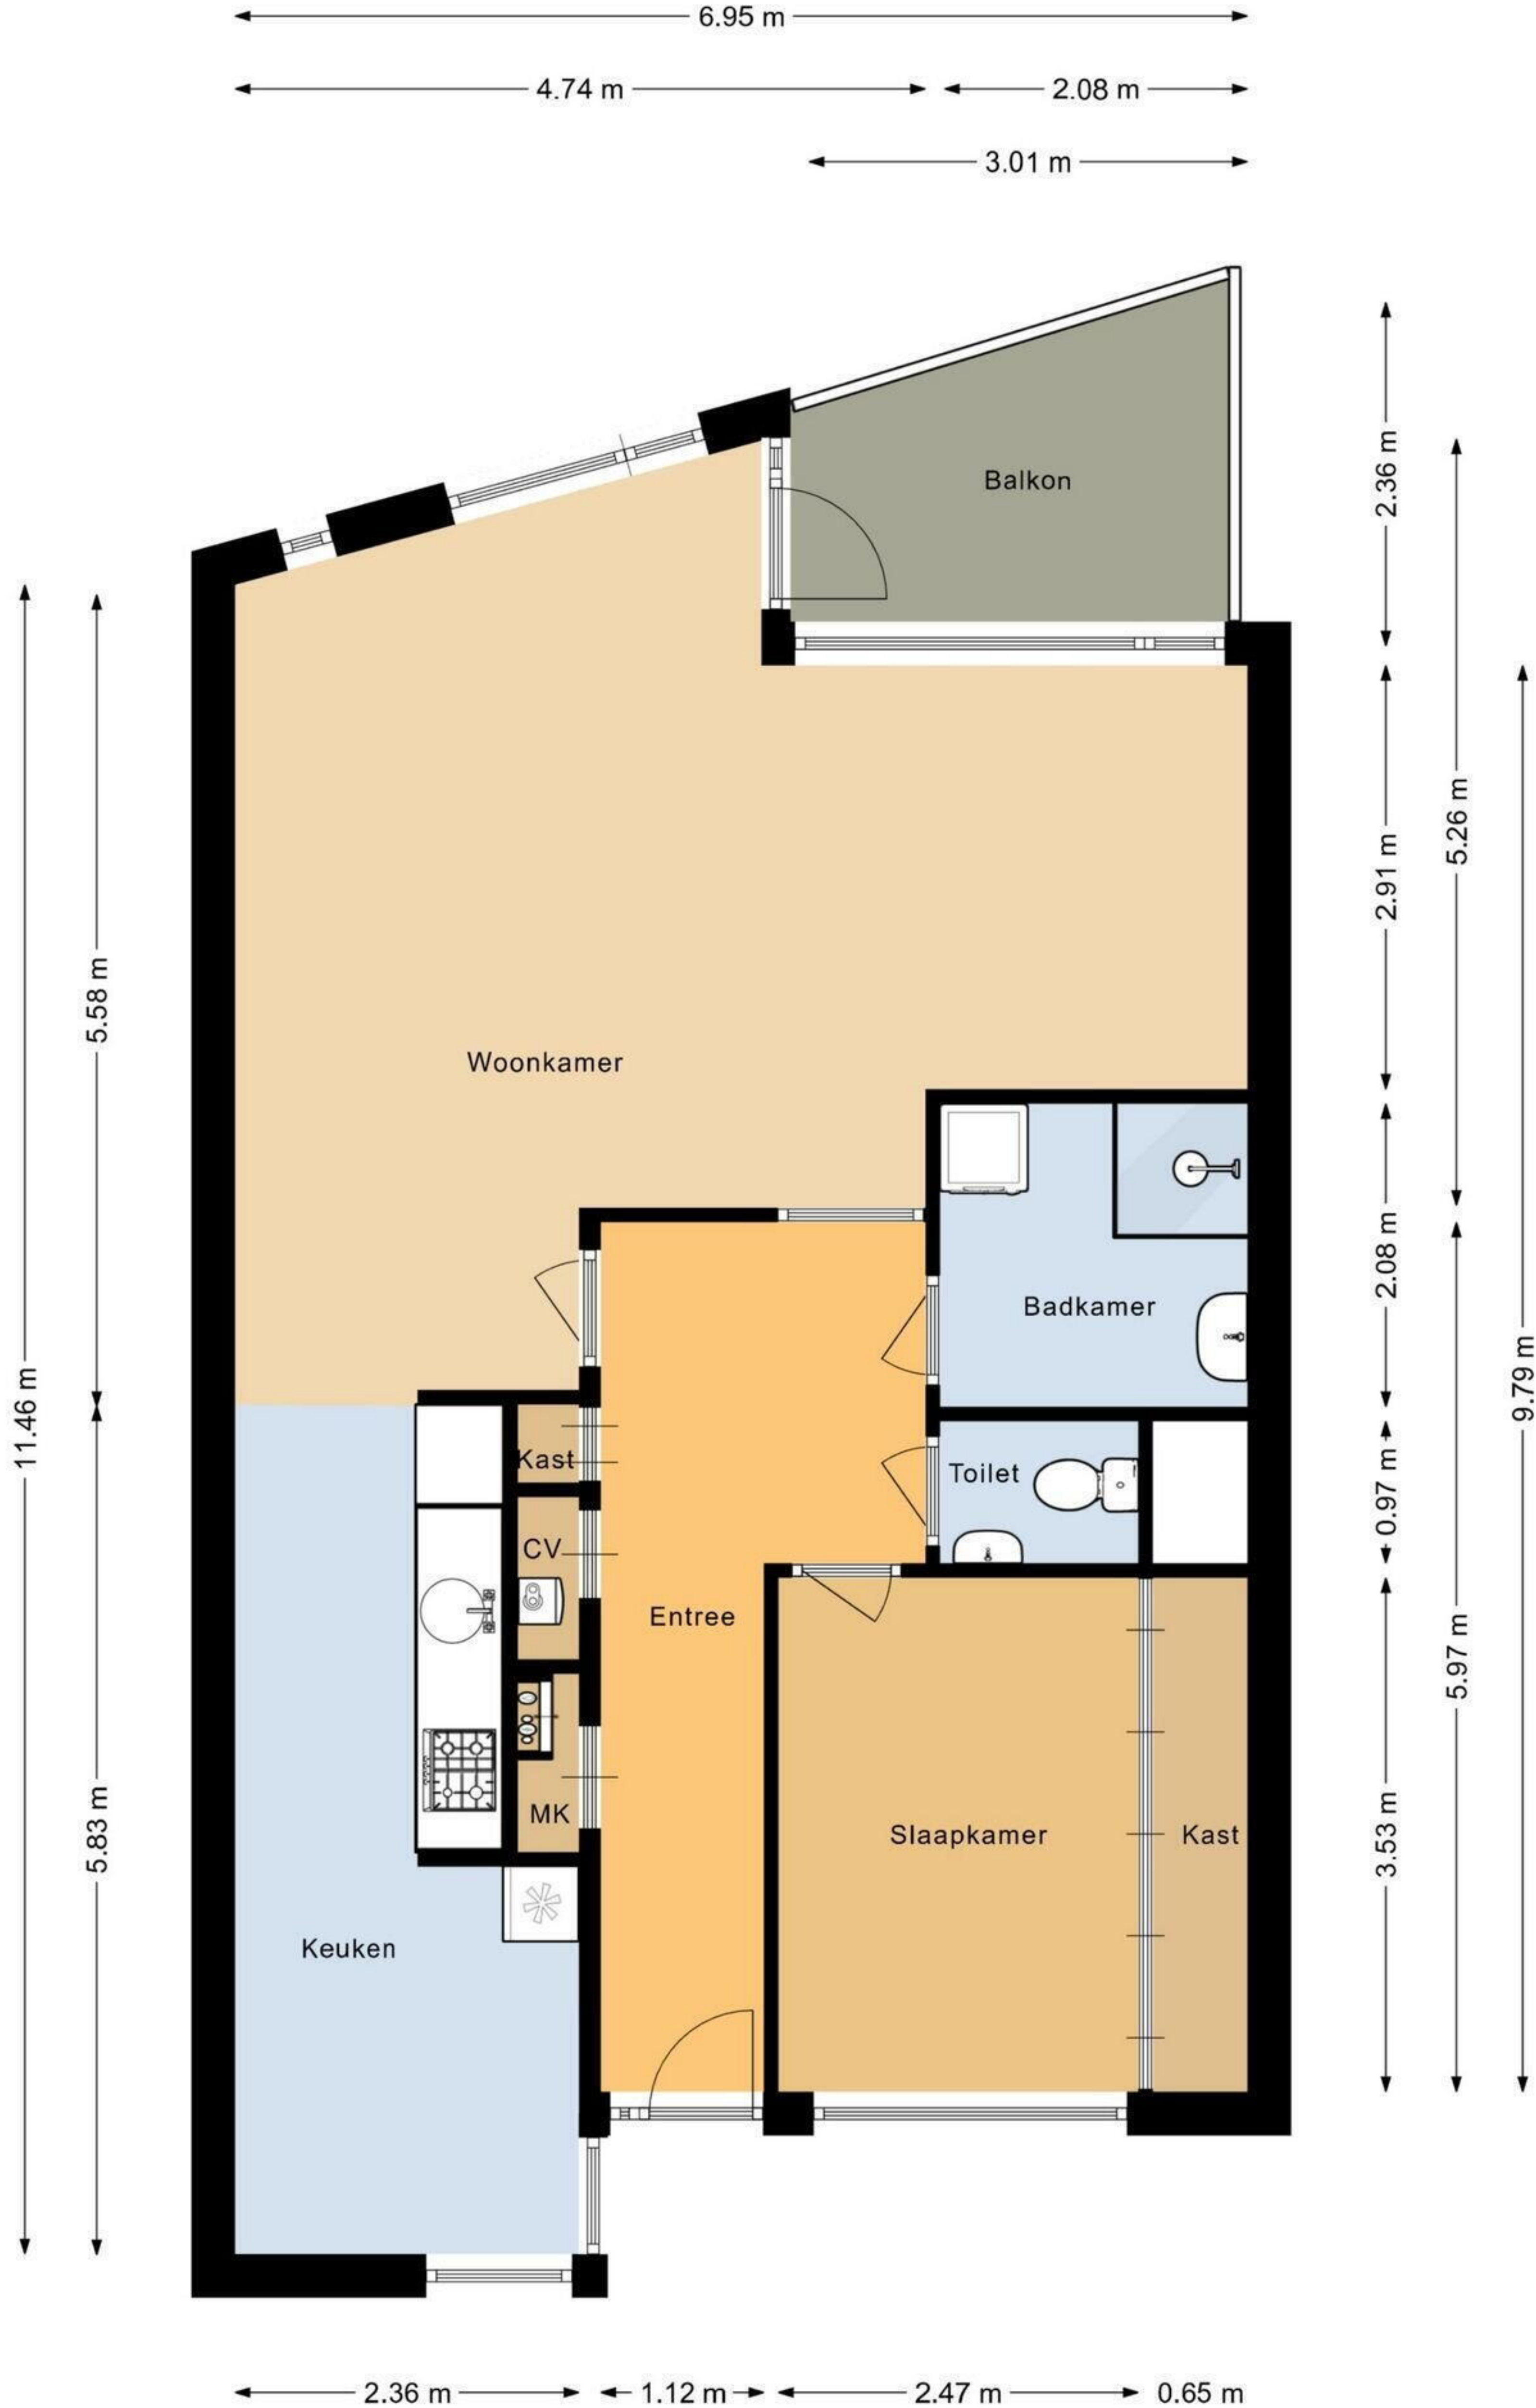 6.95 m
4.74 m
2.08 m
3.01 m
2.36 m
Balkon
5.26 m
2.91 m
5.58 m
Woonkamer
2.08 m
Badkamer
9.79 m
11.46 m
Kast
Toilet
0.97 m
CV
Entree
5.97 m
MK
Slaapkamer
Kast
3.53 m
5.83 m
Keuken
2.36 m
1.12 m
2.47 m
0.65 m